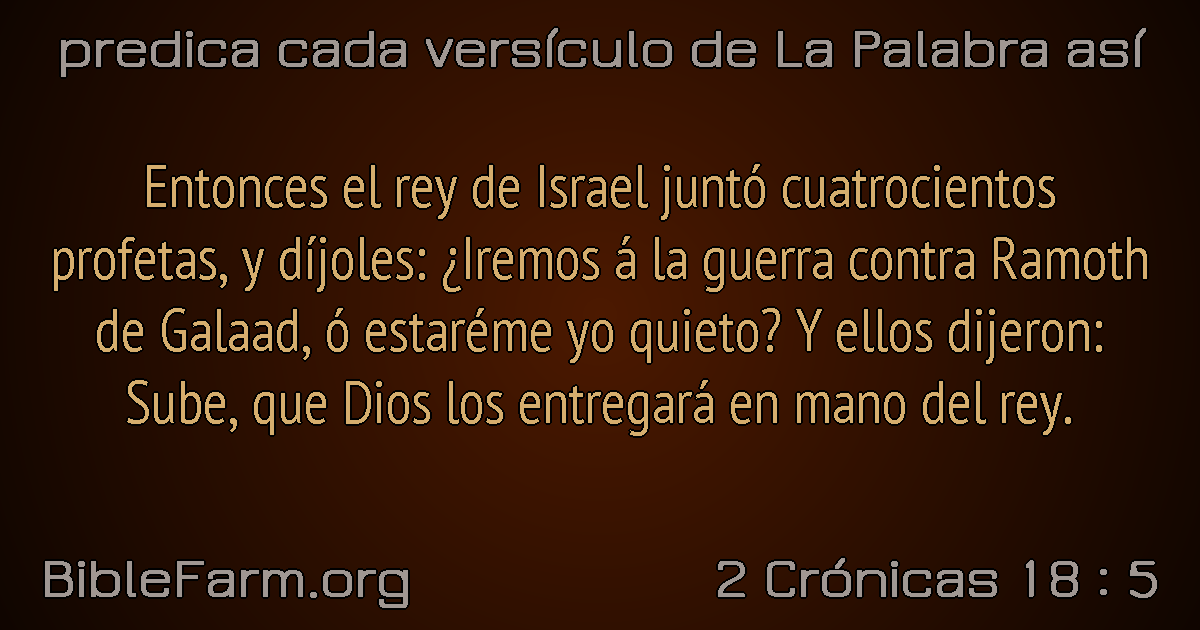 predica cada versículo de La Palabra así
Entonces el rey de Israel juntó cuatrocientos
profetas, y díjoles: ¿Iremos á la guerra contra Ramoth
de Galaad, ó estaréme yo quieto? Y ellos dijeron:
Sube, que Dios los entregará en mano del rey.
BibleFarm.org
2 Crónicas 18 : 5